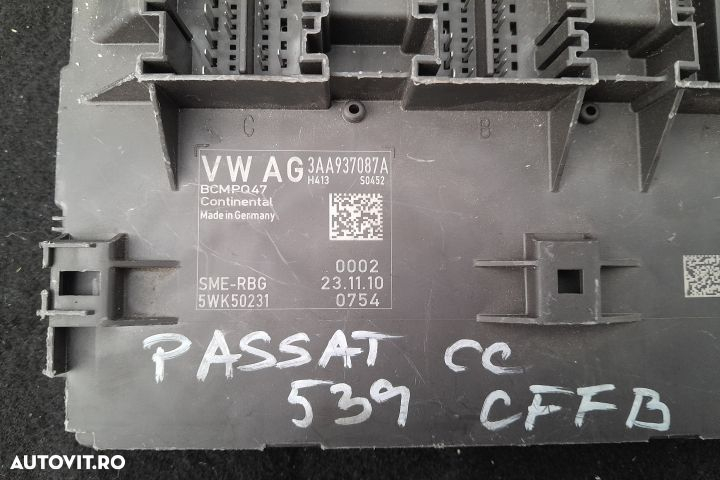 C
B
VW AG 3AA937087A
H413 S0452
BCMPQ47
Continental
Made in Germany
0002
SME-RBG 23.11.10
5WK50231 0754
PASSAT CC
539 CFFB
AUTOVIT.RO